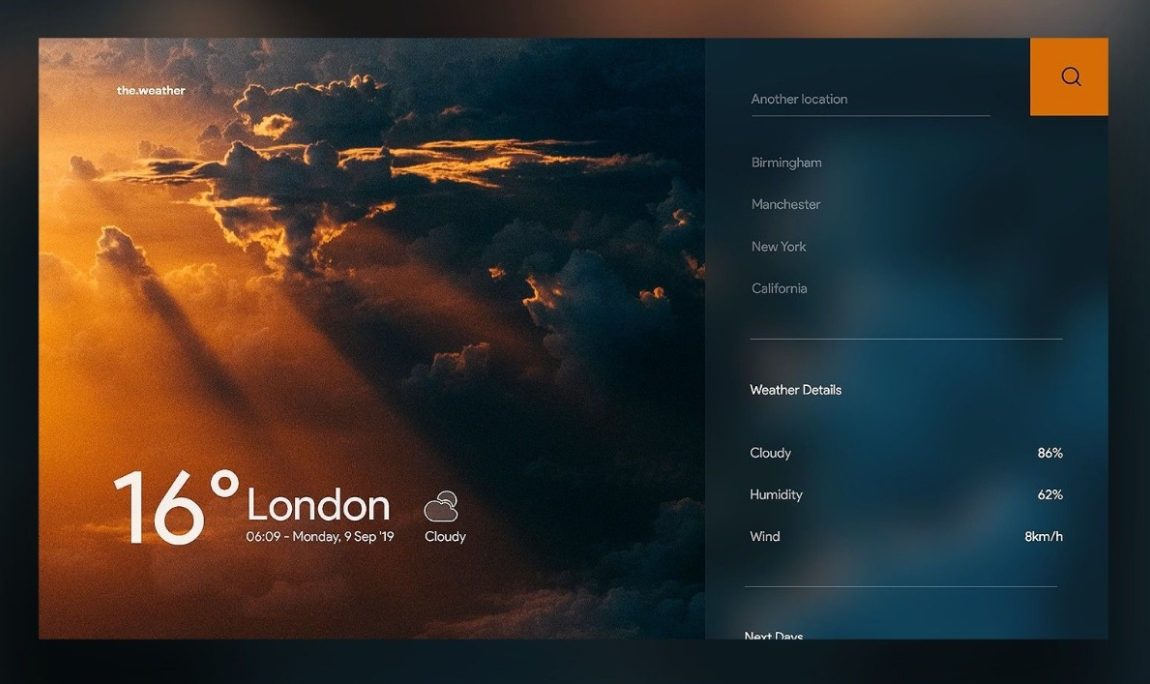 the.weather
16°
London
06:09 - Monday, 9 Sep '19
Cloudy
Another location
Birmingham
Manchester
New York
California
Weather Details
Cloudy 86%
Humidity 62%
Wind 8km/h
Next Days